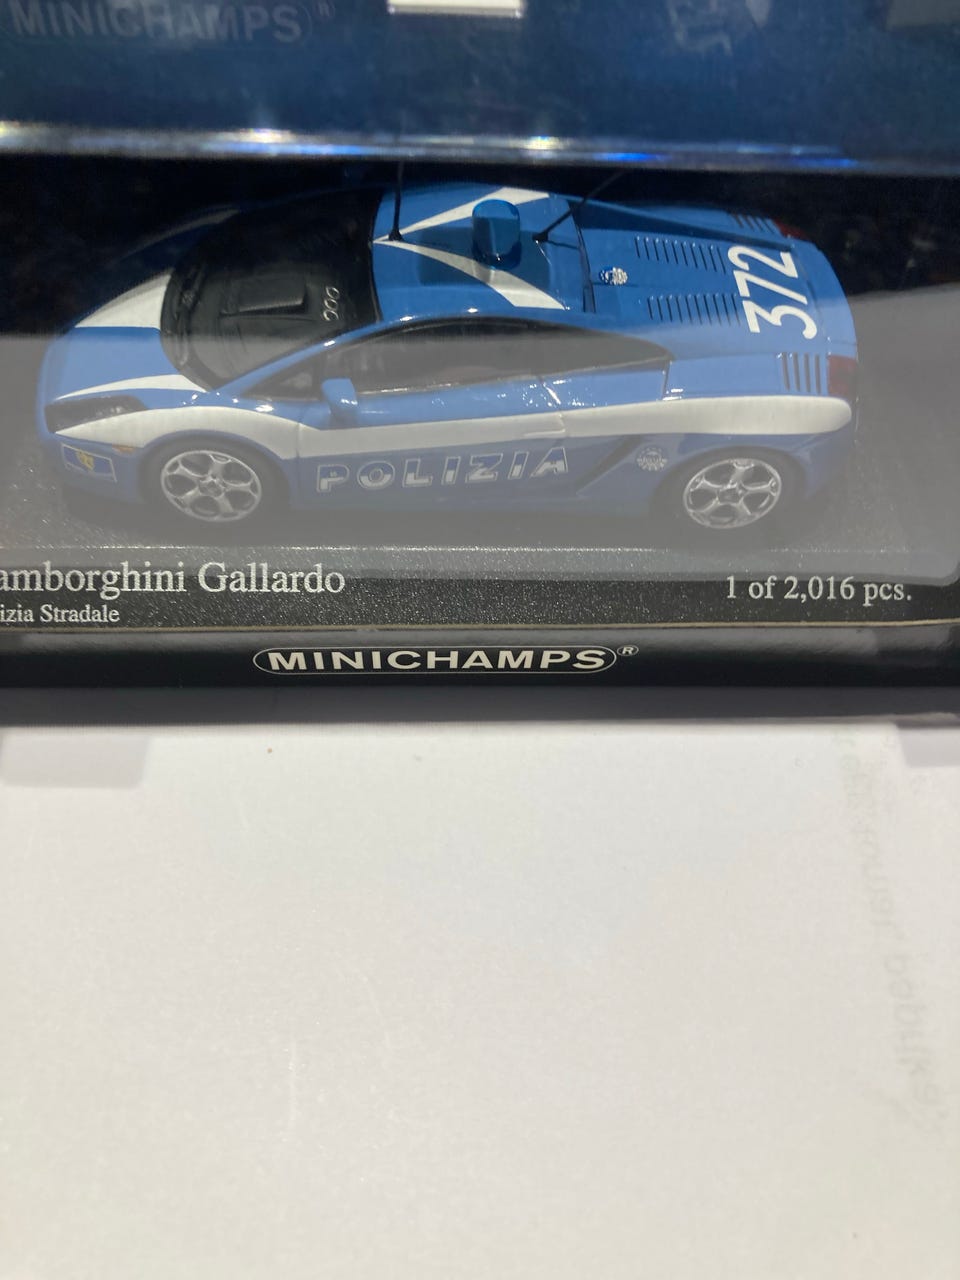 MINICHAMPS®
372
POLIZIA
amborghini Gallardo
izia Stradale
1 of 2,016 pcs.
MINICHAMPS®